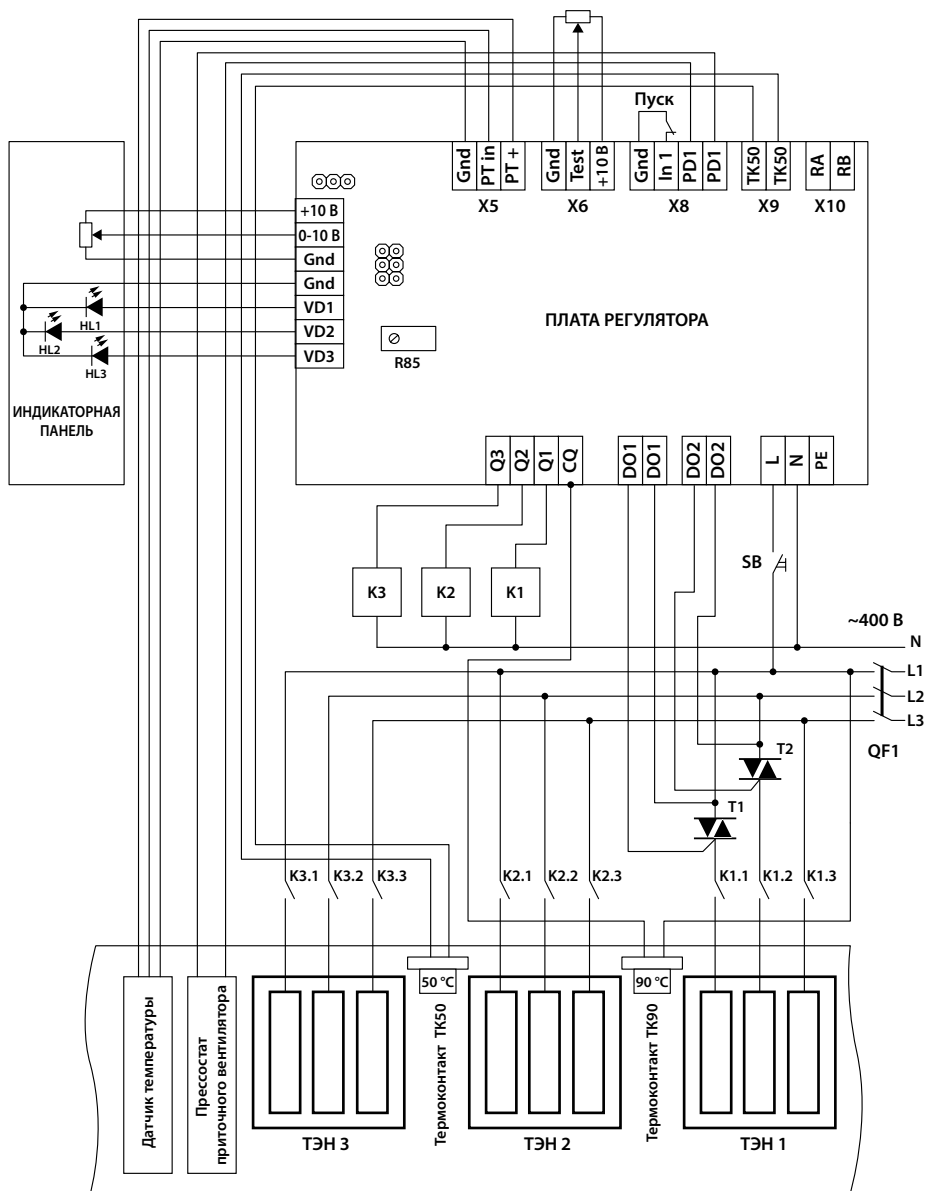 Пуск
Gnd
PT in
PT +
Gnd
Test
+10 В
Gnd
In 1
PD1
PD1
TK50
TK50
RA
RB
X5
X6
X8
X9
X10
+10 В
0-10 В
Gnd
Gnd
VD1
VD2
VD3
HL1
HL2
HL3
R85
ПЛАТА РЕГУЛЯТОРА
ИНДИКАТОРНАЯ
ПАНЕЛЬ
Q3
Q2
Q1
CQ
DO1
DO1
DO2
DO2
L
N
PE
SB
K3
K2
K1
~400 В
N
L1
L2
L3
QF1
T2
T1
K3.1
K3.2
K3.3
K2.1
K2.2
K2.3
K1.1
K1.2
K1.3
50 °C
90 °C
Датчик температуры
Прессостат
приточного вентилятора
Термоконтакт TK50
Термоконтакт TK90
ТЭН 3
ТЭН 2
ТЭН 1